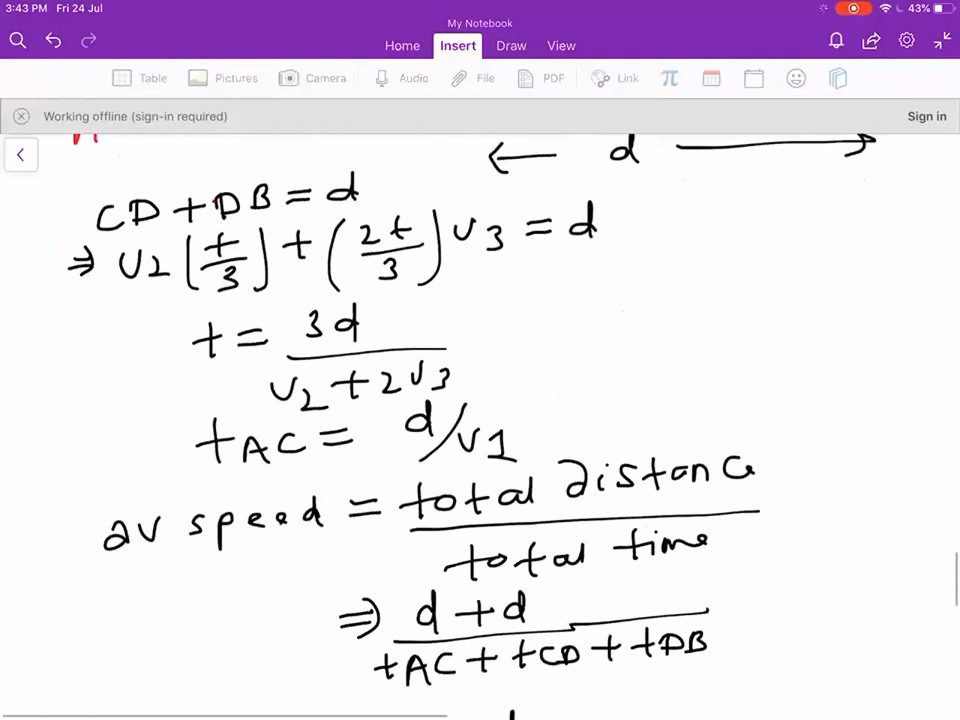 3:43 PM Fri 24 Jul 43%
My Notebook
Home Insert Draw View
Table Pictures Camera Audio File PDF Link π
Working offline (sign-in required) Sign in
d
CD + DB = d
⇒ v2 (t/3) + (2t/3) v3 = d
t = 3d / v2 + 2v3
tAC = d/v1
av speed = total distanc / total time
⇒ d + d / tAC + tCD + tDB